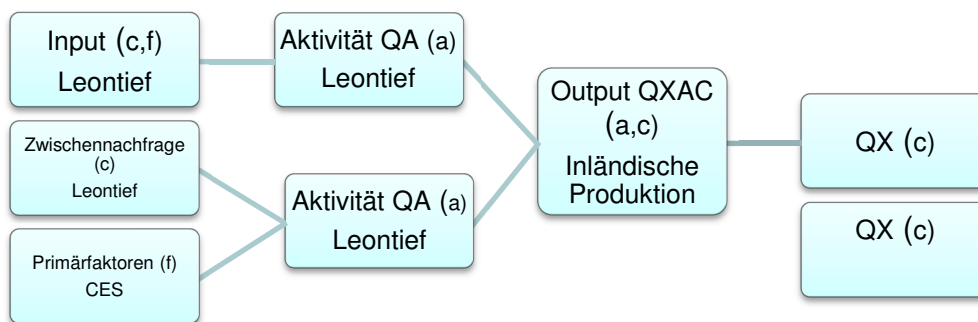 Input (c,f)
Leontief
Zwischennachfrage
(c)
Leontief
Primärfaktoren (f)
CES
Aktivität QA (a)
Leontief
Aktivität QA (a)
Leontief
Output QXAC
(a,c)
Inländische
Produktion
QX (c)
QX (c)